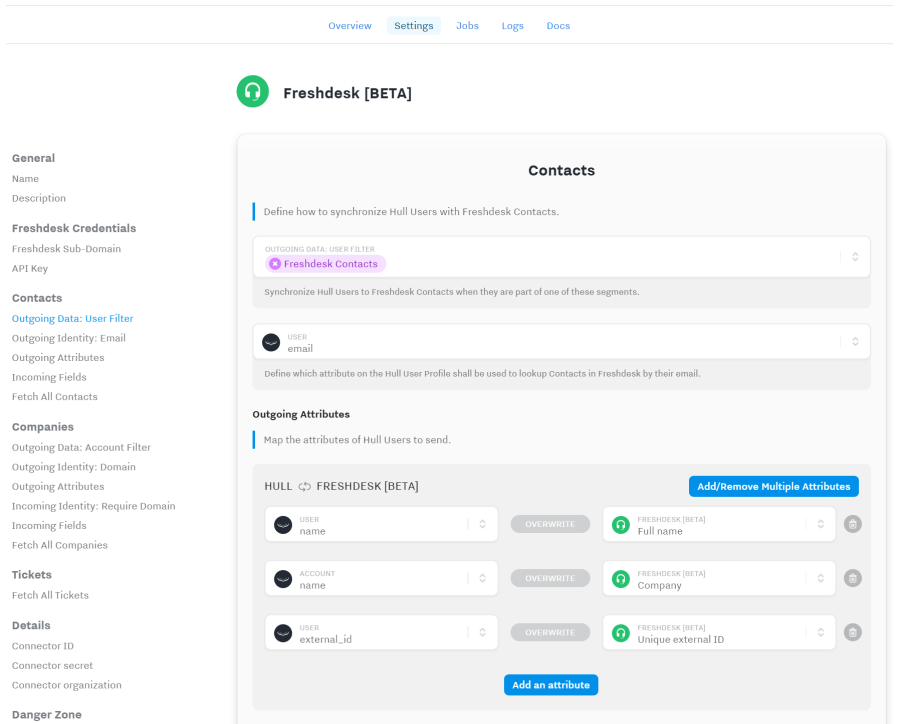 Overview Settings Jobs Logs Docs
Freshdesk [BETA]
General
Name
Description
Freshdesk Credentials
Freshdesk Sub-Domain
API Key
Contacts
Outgoing Data: User Filter
Outgoing Identity: Email
Outgoing Attributes
Incoming Fields
Fetch All Contacts
Companies
Outgoing Data: Account Filter
Outgoing Identity: Domain
Outgoing Attributes
Incoming Identity: Require Domain
Incoming Fields
Fetch All Companies
Tickets
Fetch All Tickets
Details
Connector ID
Connector secret
Connector organization
Danger Zone
Contacts
Define how to synchronize Hull Users with Freshdesk Contacts.
OUTGOING DATA: USER FILTER
Freshdesk Contacts
Synchronize Hull Users to Freshdesk Contacts when they are part of one of these segments.
USER
email
Define which attribute on the Hull User Profile shall be used to lookup Contacts in Freshdesk by their email.
Outgoing Attributes
Map the attributes of Hull Users to send.
HULL FRESHDESK [BETA]
Add/Remove Multiple Attributes
USER
name
OVERWRITE
FRESHDESK [BETA]
Full name
ACCOUNT
name
OVERWRITE
FRESHDESK [BETA]
Company
USER
external_id
OVERWRITE
FRESHDESK [BETA]
Unique external ID
Add an attribute